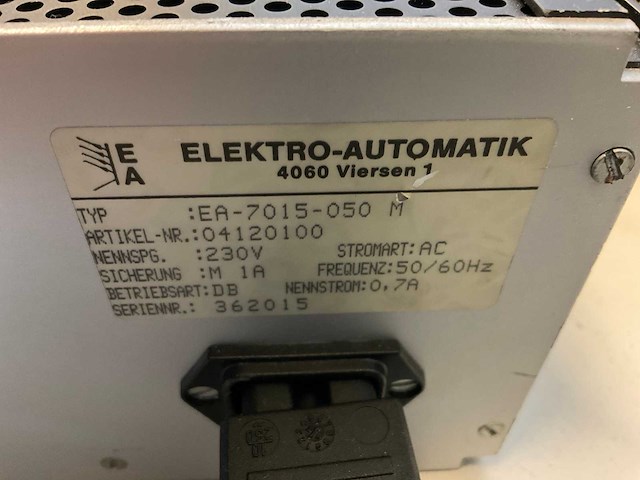 E A ELEKTRO-AUTOMATIK
4060 Viersen 1
TYP :EA-7015-050 M
ARTIKEL-NR.:04120100
NENNSPG. :230V STROMART:AC
SICHERUNG :M 1A FREQUENZ:50/60Hz
BETRIEBSART:DB NENNSTROM:0,7A
SERIENNR.: 362015